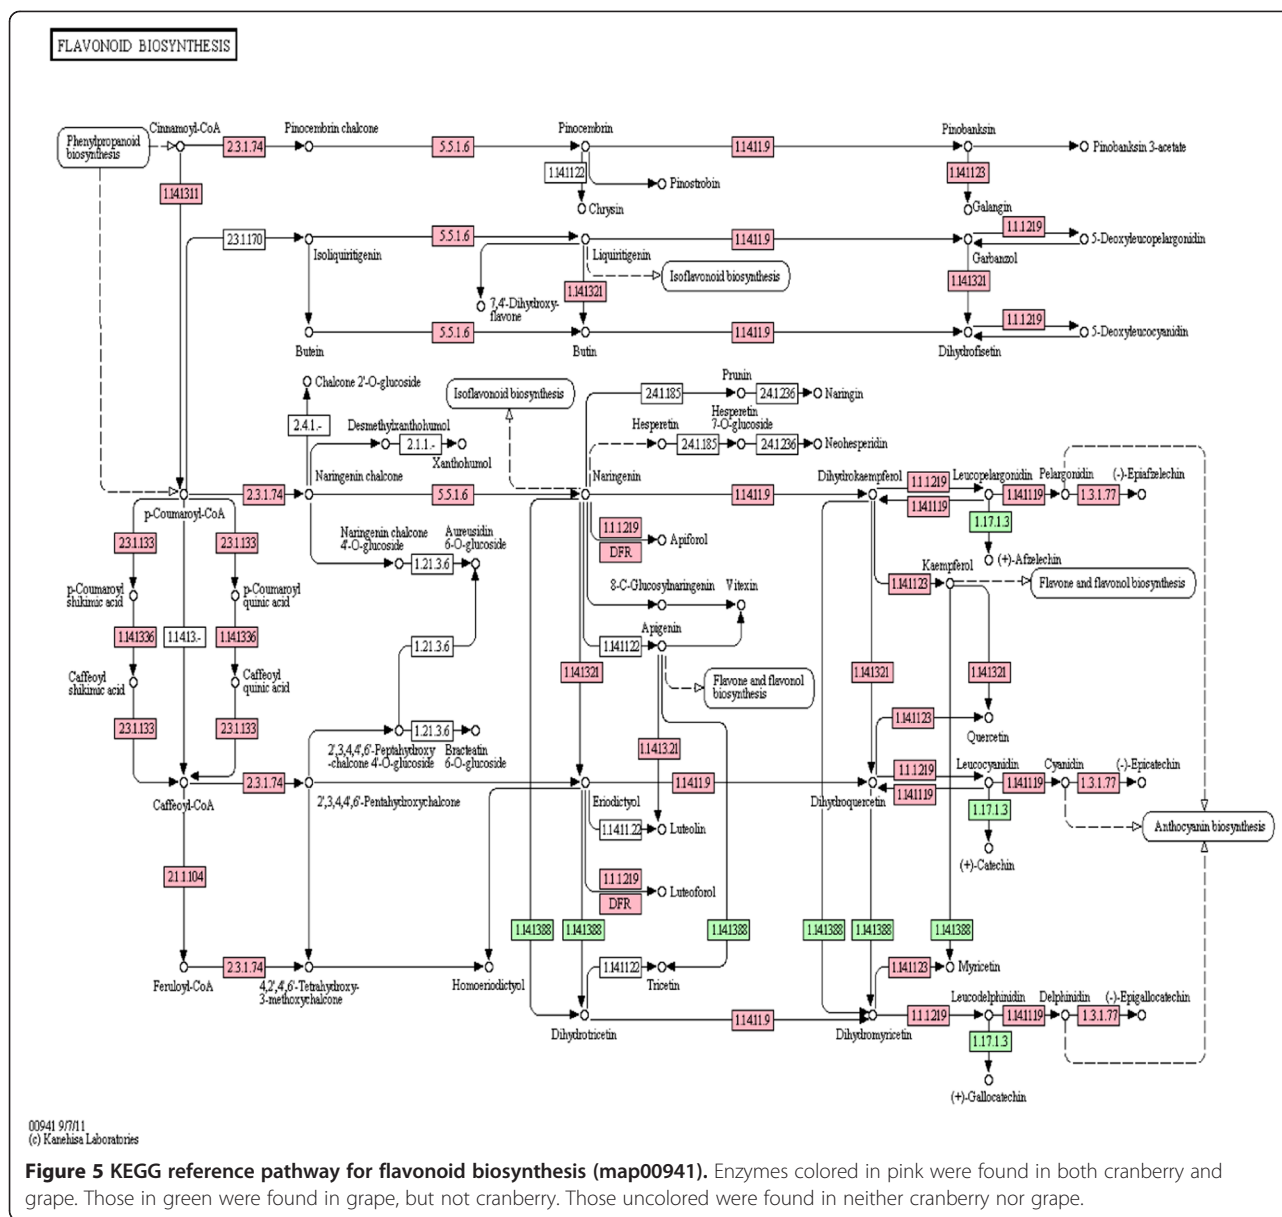 FLAVONOID BIOSYNTHESIS
Phenylpropanoid
biosynthesis
Cinnamoyl-CoA
2.3.1.74
Pinocembrin chalcone
5.5.1.6
Pinocembrin
1.14.11.9
Pinobanksin
Pinobanksin 3-acetate
1.14.13.11
1.14.11.22
Pinostrobin
Chrysin
1.14.11.23
Galangin
2.3.1.170
Isoliquiritigenin
5.5.1.6
Liquiritigenin
1.14.11.9
Garbanzol
1.1.1.219
5-Deoxyleucopelargonidin
Isoflavonoid biosynthesis
7,4'-Dihydroxy-
flavone
1.14.13.21
1.14.13.21
Butein
5.5.1.6
Butin
1.14.11.9
Dihydrofisetin
1.1.1.219
5-Deoxyleucocyanidin
Chalcone 2'-O-glucoside
2.4.1.-
Isoflavonoid biosynthesis
2.4.1.185
Prunin
2.4.1.236
Naringin
Desmethylxanthohumol
2.1.1.-
Xanthohumol
Hesperetin
2.4.1.185
Hesperetin
7-O-glucoside
2.4.1.236
Neohesperidin
p-Coumaroyl-CoA
2.3.1.74
Naringenin chalcone
5.5.1.6
Naringenin
1.14.11.9
Dihydrokaempferol
1.1.1.219
1.14.11.19
Leucopelargonidin
1.14.11.19
Pelargonidin
1.3.1.77
(-)-Epiafzelechin
1.17.1.3
(+)-Afzelechin
2.3.1.133
2.3.1.133
Naringenin chalcone
4'-O-glucoside
1.21.3.6
Aureusidin
6-O-glucoside
1.1.1.219
DFR
Apiforol
Kaempferol
1.14.11.23
Flavone and flavonol biosynthesis
p-Coumaroyl
shikimic acid
p-Coumaroyl
quinic acid
8-C-Glucosylnaringenin
Vitexin
1.14.13.36
1.14.13.-
1.14.13.36
1.21.3.6
1.14.11.22
Apigenin
Caffeoyl
shikimic acid
Caffeoyl
quinic acid
1.14.13.21
Flavone and flavonol
biosynthesis
1.14.13.21
1.14.13.21
2.3.1.133
2.3.1.133
2',3,4,4',6'-Peptahydroxy
-chalcone 4'-O-glucoside
1.21.3.6
Bracteatin
6-O-glucoside
1.14.13.21
1.14.11.23
Quercetin
Caffeoyl-CoA
2.3.1.74
2',3,4,4',6'-Pentahydroxychalcone
Eriodictyol
1.14.11.9
Dihydroquercetin
1.1.1.219
1.14.11.19
Leucocyanidin
1.14.11.19
Cyanidin
1.3.1.77
(-)-Epicatechin
1.17.1.3
(+)-Catechin
1.14.11.22
Luteolin
Anthocyanin biosynthesis
2.1.1.104
1.1.1.219
DFR
Luteoforol
1.14.13.88
1.14.13.88
1.14.13.88
1.14.13.88
1.14.13.88
1.14.13.88
Feruloyl-CoA
2.3.1.74
4,2',4',6'-Tetrahydroxy-
3-methoxychalcone
Homoeriodictyol
1.14.11.22
Tricetin
1.14.11.23
Myricetin
Dihydrotricetin
1.14.11.9
Dihydromyricetin
1.1.1.219
Leucodelphinidin
1.14.11.19
Delphinidin
1.3.1.77
(-)-Epigallocatechin
1.17.1.3
(+)-Gallocatechin
00941 9/7/11
(c) Kanehisa Laboratories
Figure 5 KEGG reference pathway for flavonoid biosynthesis (map00941). Enzymes colored in pink were found in both cranberry and
grape. Those in green were found in grape, but not cranberry. Those uncolored were found in neither cranberry nor grape.